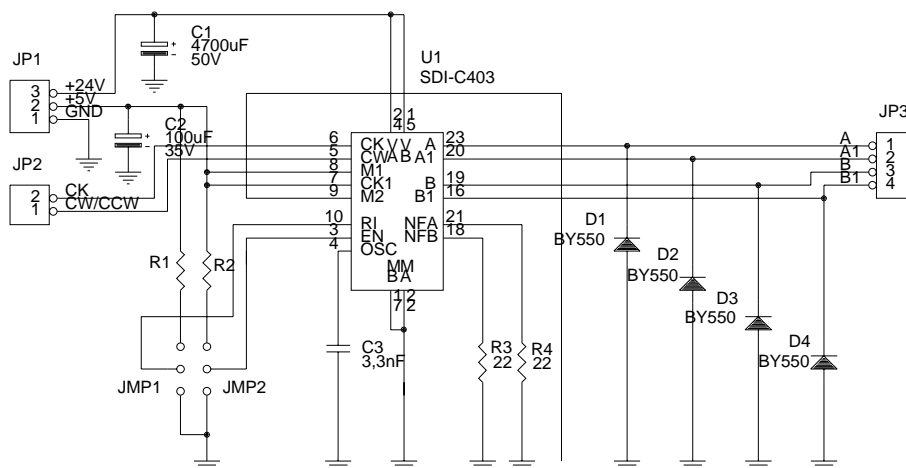 C1
4700uF
50V
U1
SDI-C403
JP1
3
2
1
+24V
+5V
GND
C2
100uF
35V
JP2
2
1
CK
CW/CCW
6
5
8
7
9
10
3
4
CK
CW
M1
CK1
M2
RI
EN
OSC
2 1
4 5
V V
A B
A
A1
B
B1
NFA
NFB
23
20
19
16
21
18
MM
B A
1 2
7 2
JP3
A
A1
B
B1
1
2
3
4
D1
BY550
D2
BY550
D3
BY550
D4
BY550
R1
R2
C3
3,3nF
R3
22
R4
22
JMP1
JMP2